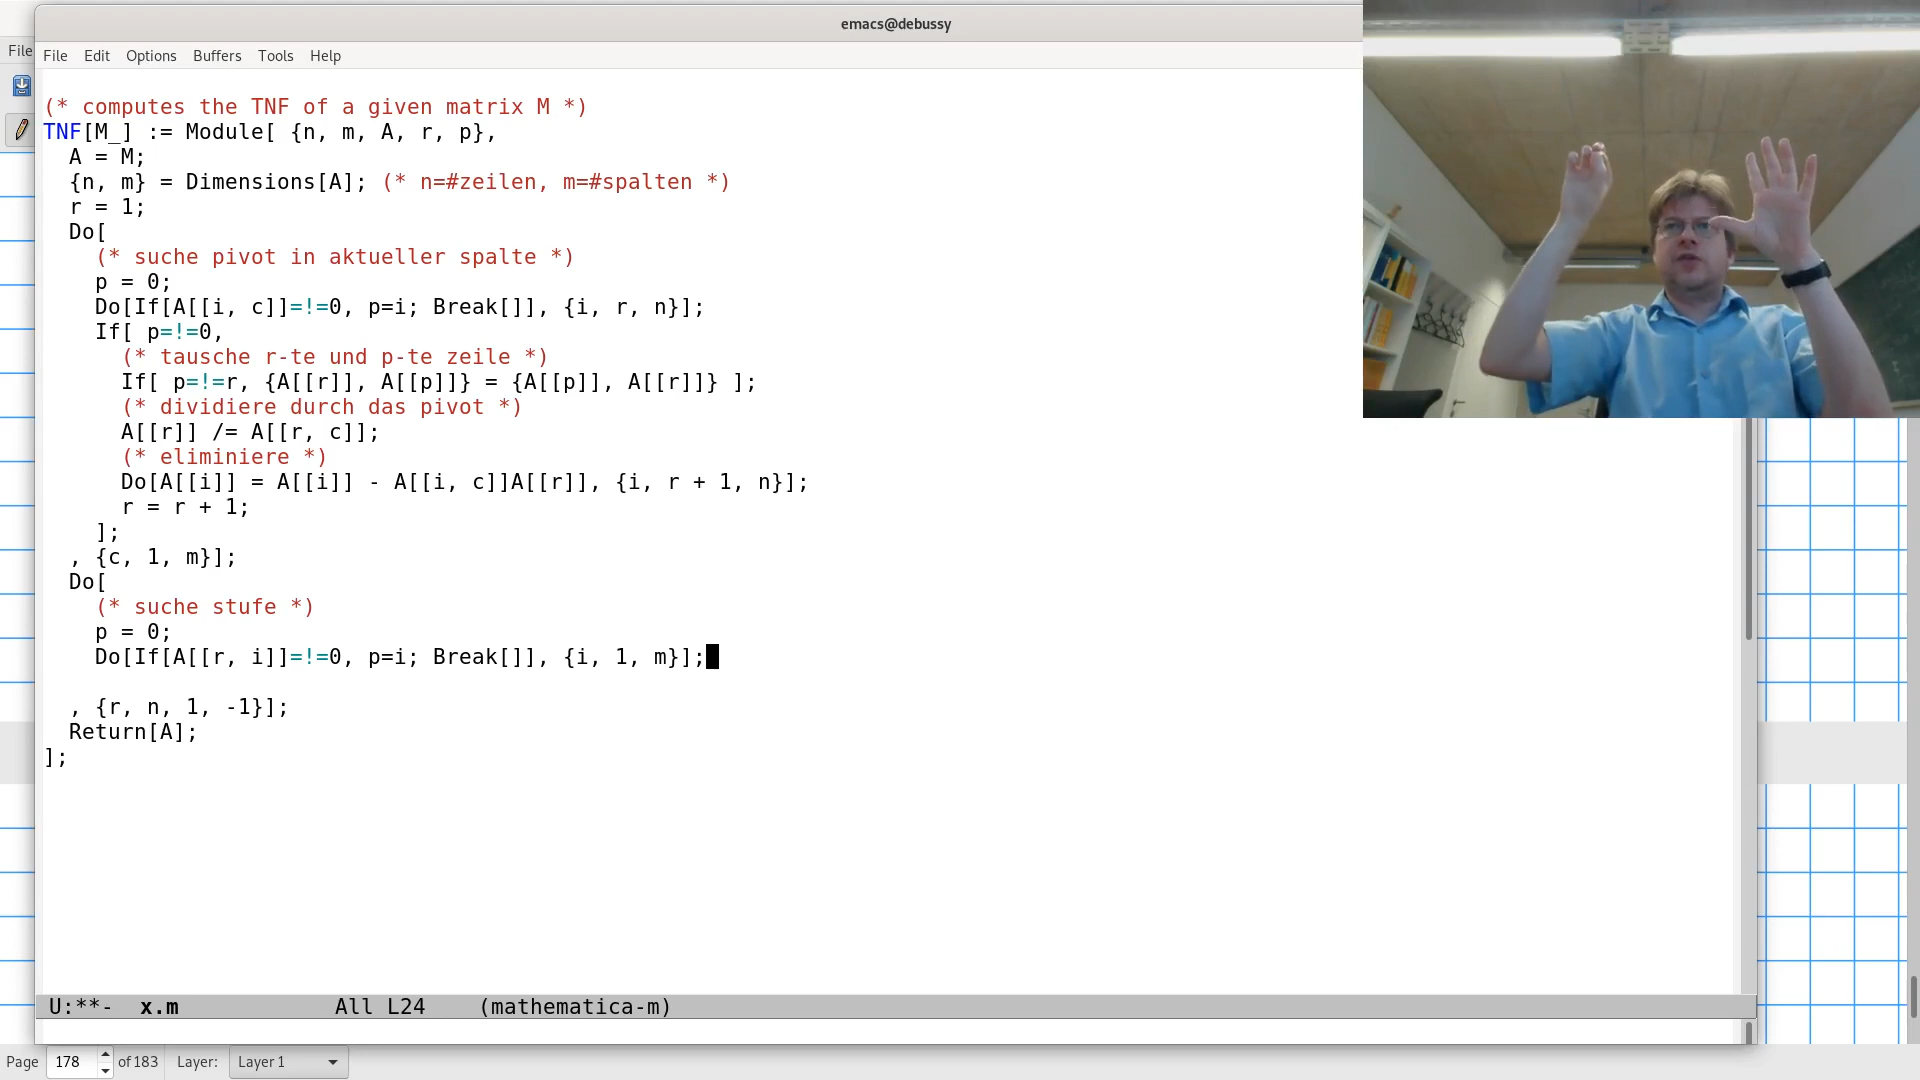 emacs@debussy
File
File Edit Options Buffers Tools Help
(* computes the TNF of a given matrix M *)
TNF[M_] := Module[ {n, m, A, r, p},
  A = M;
  {n, m} = Dimensions[A]; (* n=#zeilen, m=#spalten *)
  r = 1;
  Do[
    (* suche pivot in aktueller spalte *)
    p = 0;
    Do[If[A[[i, c]]=!=0, p=i; Break[]], {i, r, n}];
    If[ p=!=0,
      (* tausche r-te und p-te zeile *)
      If[ p=!=r, {A[[r]], A[[p]]} = {A[[p]], A[[r]]} ];
      (* dividiere durch das pivot *)
      A[[r]] /= A[[r, c]];
      (* eliminiere *)
      Do[A[[i]] = A[[i]] - A[[i, c]]A[[r]], {i, r + 1, n}];
      r = r + 1;
    ];
  , {c, 1, m}];
  Do[
    (* suche stufe *)
    p = 0;
    Do[If[A[[r, i]]=!=0, p=i; Break[]], {i, 1, m}];
  , {r, n, 1, -1}];
  Return[A];
];
U:**-  x.m            All L24    (mathematica-m)
Page 178 of 183 Layer: Layer 1